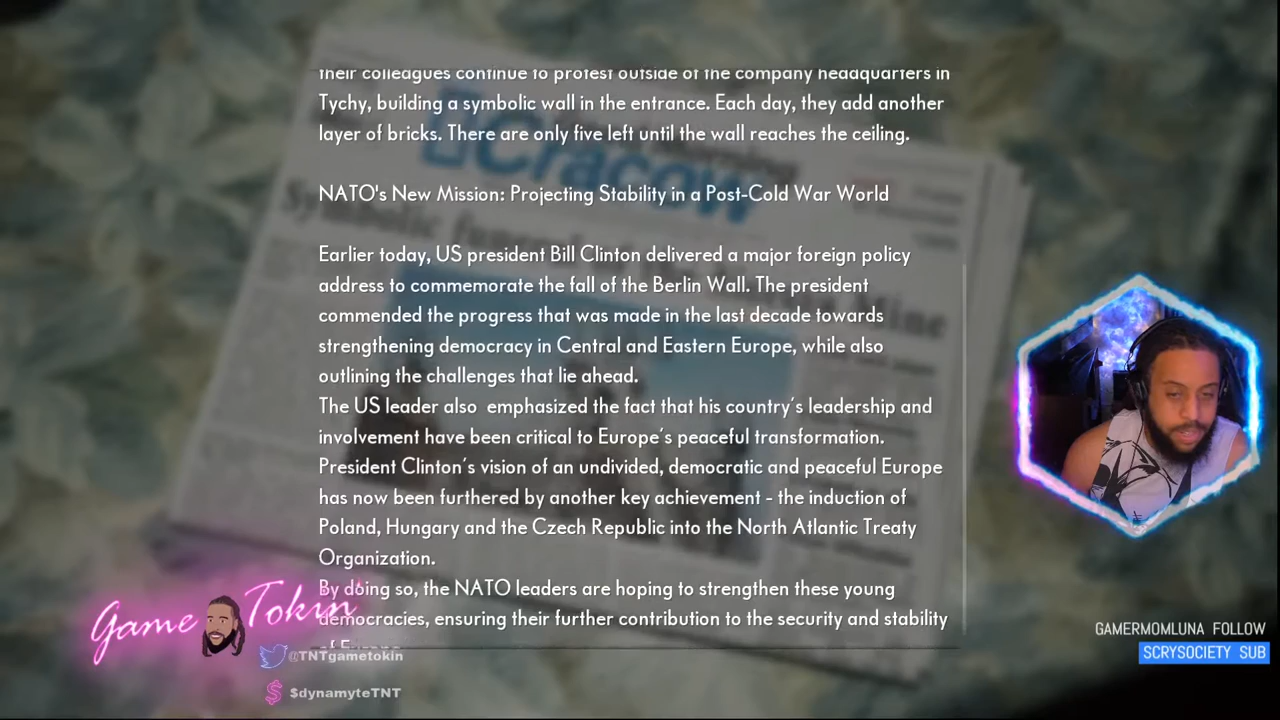 their colleagues continue to protest outside of the company headquarters in
Tychy, building a symbolic wall in the entrance. Each day, they add another
layer of bricks. There are only five left until the wall reaches the ceiling.
Cracow
NATO's New Mission: Projecting Stability in a Post-Cold War World
Earlier today, US president Bill Clinton delivered a major foreign policy
address to commemorate the fall of the Berlin Wall. The president
commended the progress that was made in the last decade towards
strengthening democracy in Central and Eastern Europe, while also
outlining the challenges that lie ahead.
The US leader also  emphasized the fact that his country's leadership and
involvement have been critical to Europe's peaceful transformation.
President Clinton's vision of an undivided, democratic and peaceful Europe
has now been furthered by another key achievement - the induction of
Poland, Hungary and the Czech Republic into the North Atlantic Treaty
Organization.
By doing so, the NATO leaders are hoping to strengthen these young
democracies, ensuring their further contribution to the security and stability
of Europe
Game Tokin'
@TNTgametokin
$dynamyteTNT
GAMERMOMLUNA FOLLOW
SCRYSOCIETY SUB